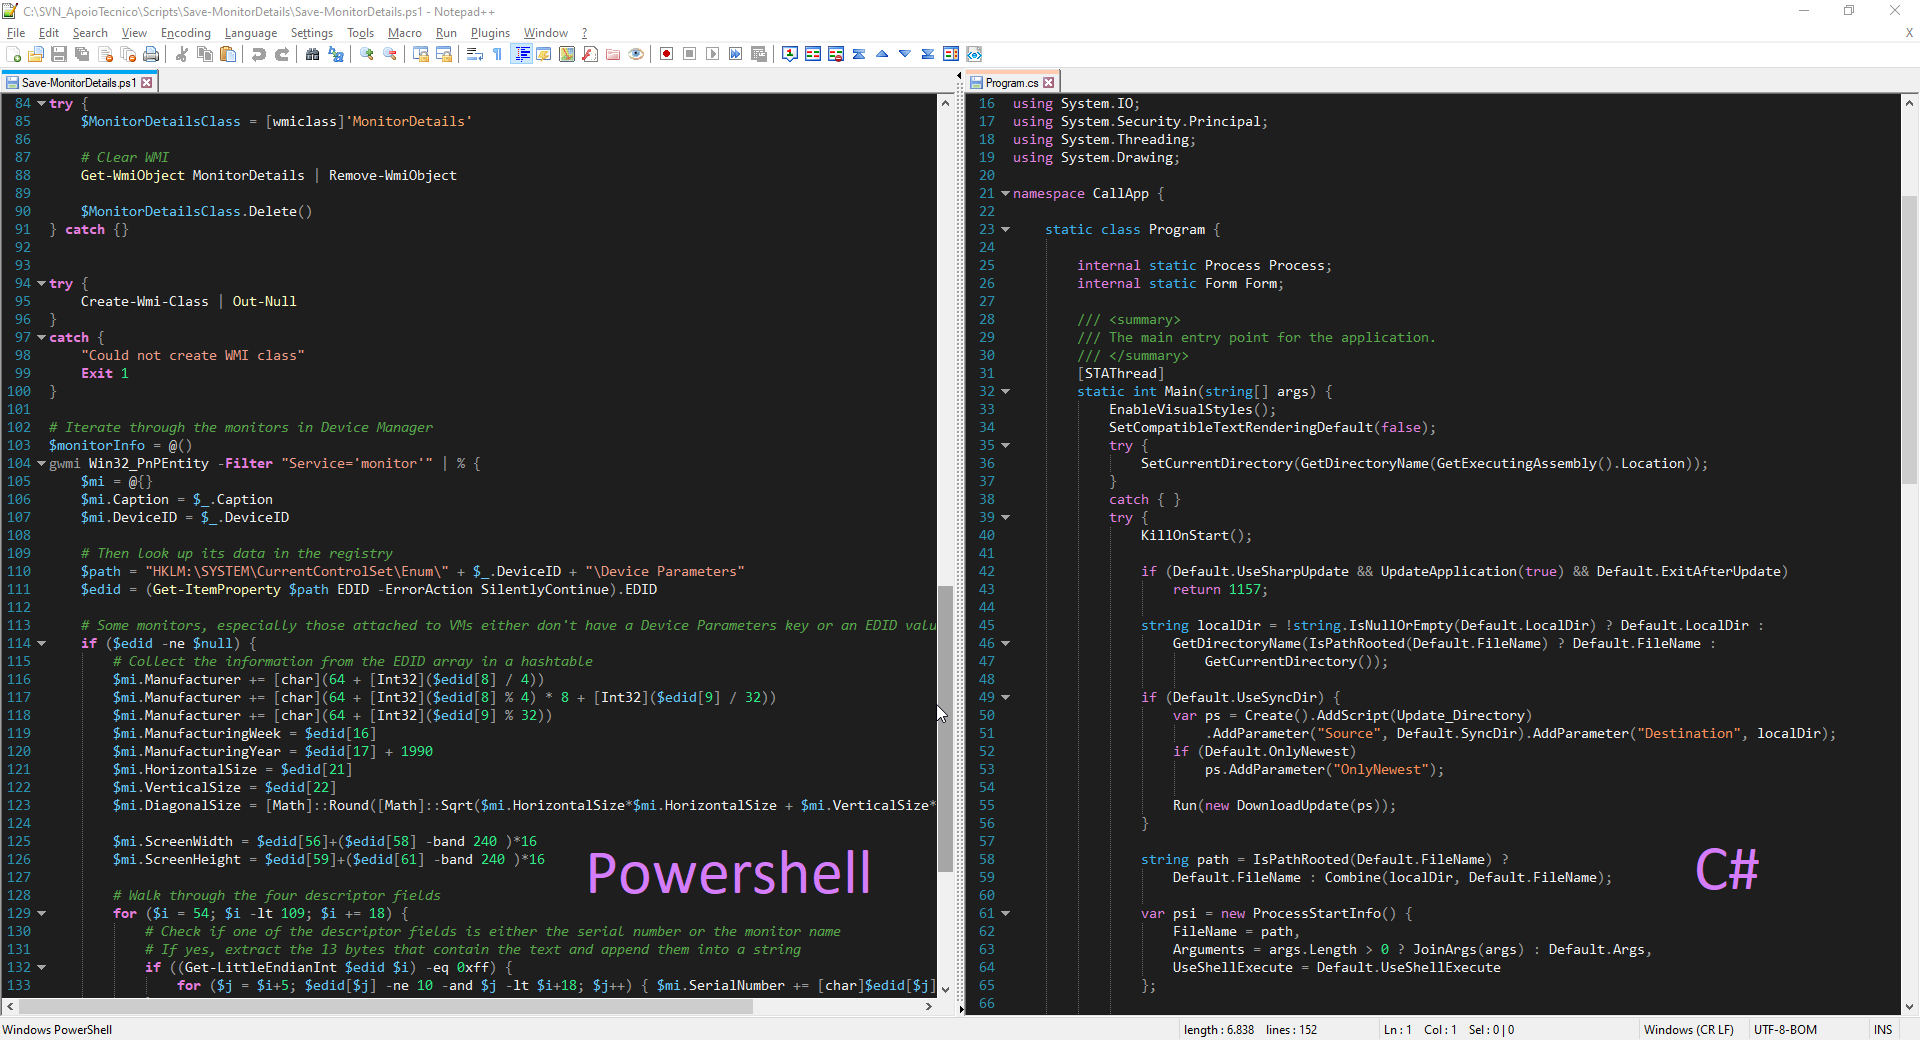 C:\SVN_ApoioTecnico\Scripts\Save-MonitorDetails\Save-MonitorDetails.ps1 - Notepad++
File Edit Search View Encoding Language Settings Tools Macro Run Plugins Window ? X
Save-MonitorDetails.ps1
84 try {
85 $MonitorDetailsClass = [wmiclass]'MonitorDetails'
86
87 # Clear WMI
88 Get-WmiObject MonitorDetails | Remove-WmiObject
89
90 $MonitorDetailsClass.Delete()
91 } catch {}
92
93
94 try {
95 Create-Wmi-Class | Out-Null
96 }
97 catch {
98 "Could not create WMI class"
99 Exit 1
100 }
101
102 # Iterate through the monitors in Device Manager
103 $monitorInfo = @()
104 gwmi Win32_PnPEntity -Filter "Service='monitor'" | % {
105 $mi = @{}
106 $mi.Caption = $_.Caption
107 $mi.DeviceID = $_.DeviceID
108
109 # Then look up its data in the registry
110 $path = "HKLM:\SYSTEM\CurrentControlSet\Enum\" + $_.DeviceID + "\Device Parameters"
111 $edid = (Get-ItemProperty $path EDID -ErrorAction SilentlyContinue).EDID
112
113 # Some monitors, especially those attached to VMs either don't have a Device Parameters key or an EDID valu
114 if ($edid -ne $null) {
115 # Collect the information from the EDID array in a hashtable
116 $mi.Manufacturer += [char](64 + [Int32]($edid[8] / 4))
117 $mi.Manufacturer += [char](64 + [Int32]($edid[8] % 4) * 8 + [Int32]($edid[9] / 32))
118 $mi.Manufacturer += [char](64 + [Int32]($edid[9] % 32))
119 $mi.ManufacturingWeek = $edid[16]
120 $mi.ManufacturingYear = $edid[17] + 1990
121 $mi.HorizontalSize = $edid[21]
122 $mi.VerticalSize = $edid[22]
123 $mi.DiagonalSize = [Math]::Round([Math]::Sqrt($mi.HorizontalSize*$mi.HorizontalSize + $mi.VerticalSize*
124
125 $mi.ScreenWidth = $edid[56]+($edid[58] -band 240 )*16
126 $mi.ScreenHeight = $edid[59]+($edid[61] -band 240 )*16
127
128 # Walk through the four descriptor fields
129 for ($i = 54; $i -lt 109; $i += 18) {
130 # Check if one of the descriptor fields is either the serial number or the monitor name
131 # If yes, extract the 13 bytes that contain the text and append them into a string
132 if ((Get-LittleEndianInt $edid $i) -eq 0xff) {
133 for ($j = $i+5; $edid[$j] -ne 10 -and $j -lt $i+18; $j++) { $mi.SerialNumber += [char]$edid[$j]
Powershell
Program.cs
16 using System.IO;
17 using System.Security.Principal;
18 using System.Threading;
19 using System.Drawing;
20
21 namespace CallApp {
22
23 static class Program {
24
25 internal static Process Process;
26 internal static Form Form;
27
28 /// <summary>
29 /// The main entry point for the application.
30 /// </summary>
31 [STAThread]
32 static int Main(string[] args) {
33 EnableVisualStyles();
34 SetCompatibleTextRenderingDefault(false);
35 try {
36 SetCurrentDirectory(GetDirectoryName(GetExecutingAssembly().Location));
37 }
38 catch { }
39 try {
40 KillOnStart();
41
42 if (Default.UseSharpUpdate && UpdateApplication(true) && Default.ExitAfterUpdate)
43 return 1157;
44
45 string localDir = !string.IsNullOrEmpty(Default.LocalDir) ? Default.LocalDir :
46 GetDirectoryName(IsPathRooted(Default.FileName) ? Default.FileName :
47 GetCurrentDirectory());
48
49 if (Default.UseSyncDir) {
50 var ps = Create().AddScript(Update_Directory)
51 .AddParameter("Source", Default.SyncDir).AddParameter("Destination", localDir);
52 if (Default.OnlyNewest)
53 ps.AddParameter("OnlyNewest");
54
55 Run(new DownloadUpdate(ps));
56 }
57
58 string path = IsPathRooted(Default.FileName) ?
59 Default.FileName : Combine(localDir, Default.FileName);
60
61 var psi = new ProcessStartInfo() {
62 FileName = path,
63 Arguments = args.Length > 0 ? JoinArgs(args) : Default.Args,
64 UseShellExecute = Default.UseShellExecute
65 };
66
C#
Windows PowerShell length : 6.838 lines : 152 Ln : 1 Col : 1 Sel : 0 | 0 Windows (CR LF) UTF-8-BOM INS